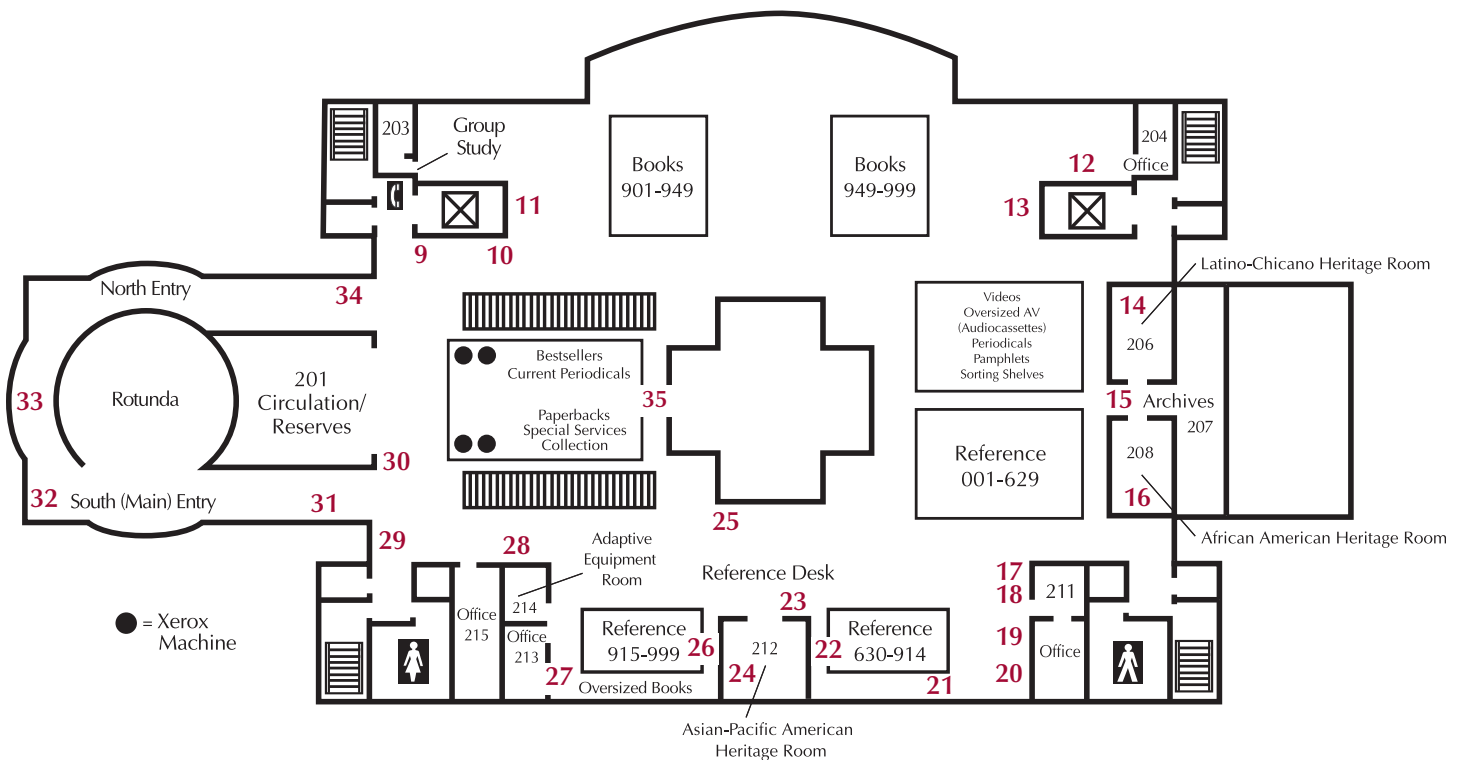 203
Group
Study
Books
901-949
Books
949-999
204
Office
12
11
13
9
10
Latino-Chicano Heritage Room
North Entry
34
Videos
Oversized AV
(Audiocassettes)
Periodicals
Pamphlets
Sorting Shelves
14
206
Bestsellers
Current Periodicals
201
Circulation/
Reserves
Rotunda
33
35
15
Archives
207
Paperbacks
Special Services
Collection
30
Reference
001-629
208
16
32
South (Main) Entry
31
25
African American Heritage Room
29
28
Adaptive
Equipment
Room
Reference Desk
17
18
211
23
214
Office
215
Office
213
= Xerox
Machine
Reference
915-999
26
212
22
Reference
630-914
19
Office
20
27
24
21
Oversized Books
Asian-Pacific American
Heritage Room